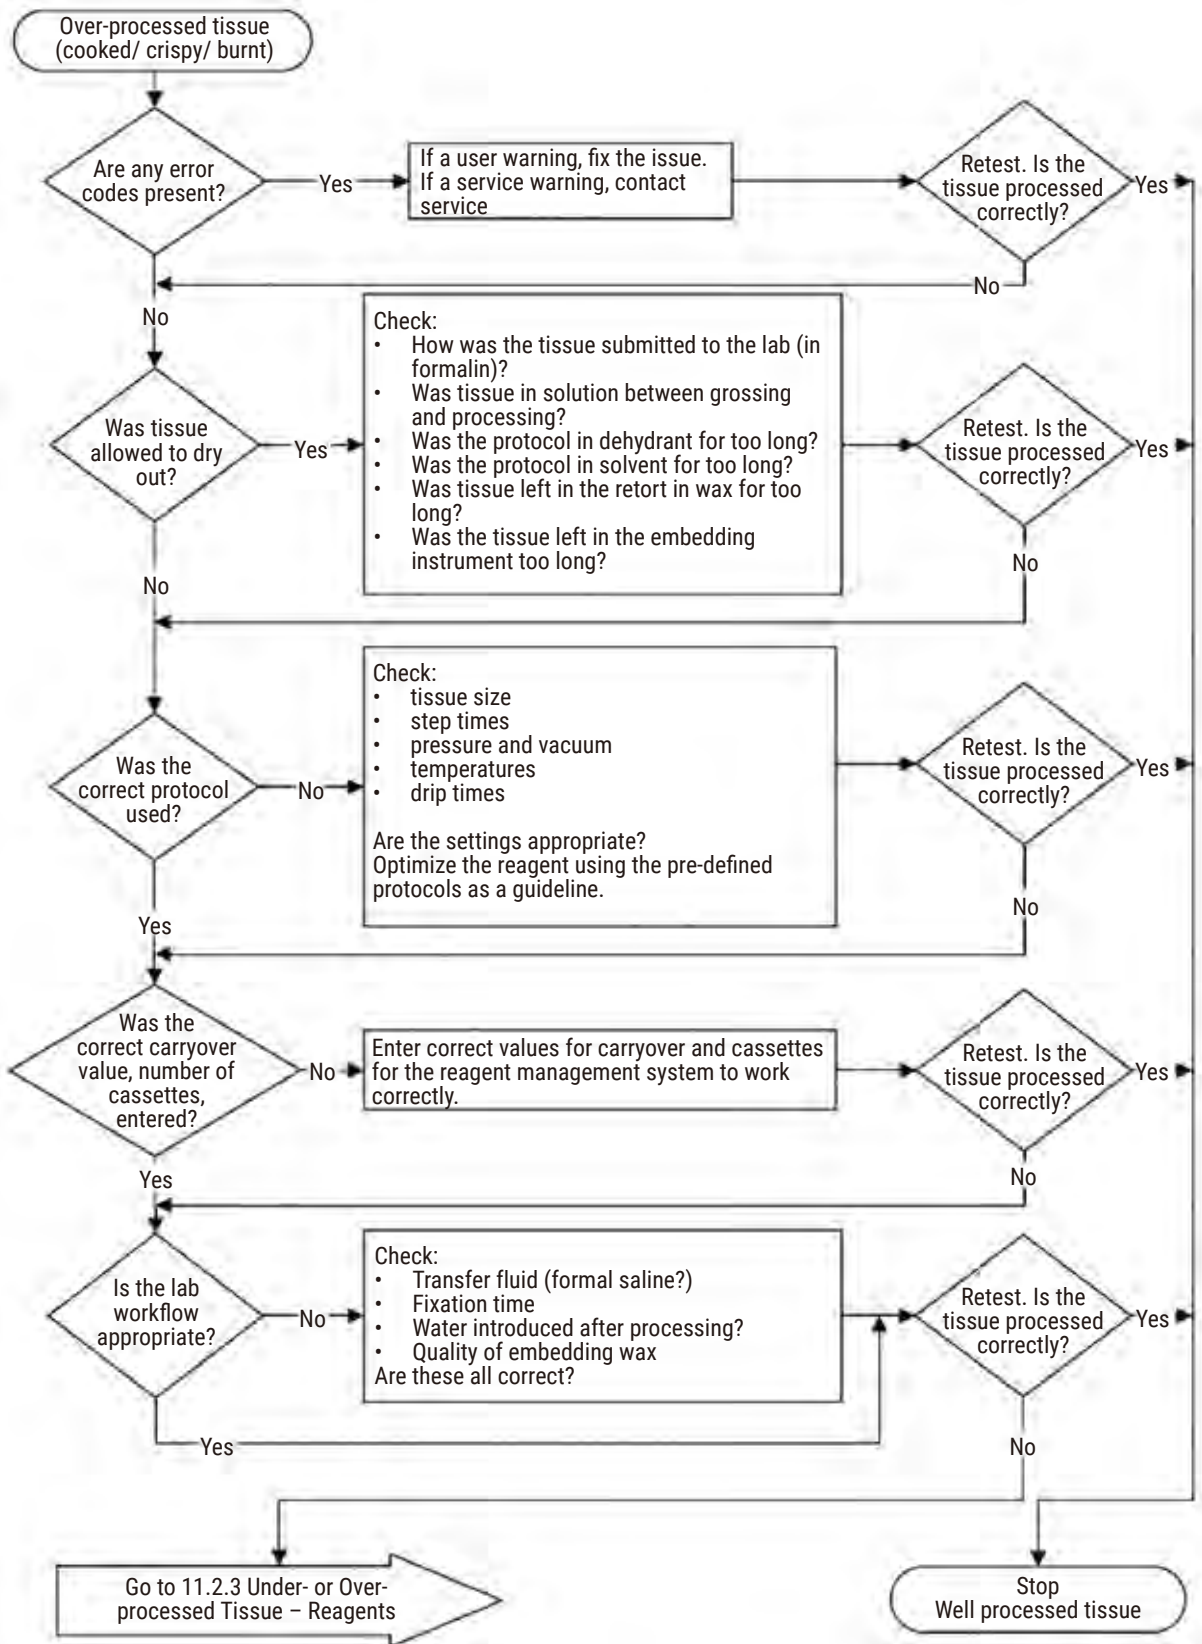 Over-processed tissue
(cooked/ crispy/ burnt)
Are any error
codes present?
Yes
If a user warning, fix the issue.
If a service warning, contact
service
Retest. Is the
tissue processed
correctly?
Yes
No
No
Was tissue
allowed to dry
out?
Yes
Check:
• How was the tissue submitted to the lab (in
formalin)?
• Was tissue in solution between grossing
and processing?
• Was the protocol in dehydrant for too long?
• Was the protocol in solvent for too long?
• Was tissue left in the retort in wax for too
long?
• Was the tissue left in the embedding
instrument too long?
Retest. Is the
tissue processed
correctly?
Yes
No
No
Was the
correct protocol
used?
No
Check:
• tissue size
• step times
• pressure and vacuum
• temperatures
• drip times
Are the settings appropriate?
Optimize the reagent using the pre-defined
protocols as a guideline.
Retest. Is the
tissue processed
correctly?
Yes
No
Yes
Was the
correct carryover
value, number of
cassettes,
entered?
No
Enter correct values for carryover and cassettes
for the reagent management system to work
correctly.
Retest. Is the
tissue processed
correctly?
Yes
No
Yes
Is the lab
workflow
appropriate?
No
Check:
• Transfer fluid (formal saline?)
• Fixation time
• Water introduced after processing?
• Quality of embedding wax
Are these all correct?
Retest. Is the
tissue processed
correctly?
Yes
Yes
No
Go to 11.2.3 Under- or Over-
processed Tissue – Reagents
Stop
Well processed tissue